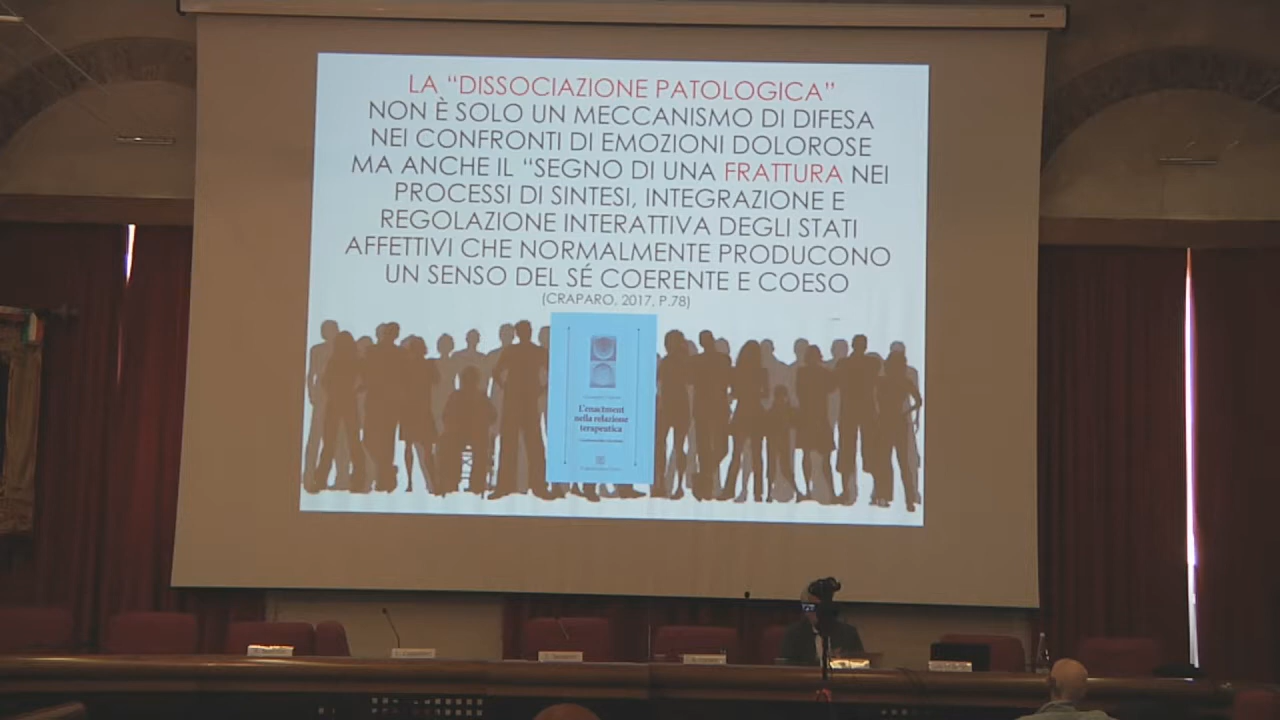 LA “DISSOCIAZIONE PATOLOGICA”
NON È SOLO UN MECCANISMO DI DIFESA
NEI CONFRONTI DI EMOZIONI DOLOROSE
MA ANCHE IL “SEGNO DI UNA FRATTURA NEI
PROCESSI DI SINTESI, INTEGRAZIONE E
REGOLAZIONE INTERATTIVA DEGLI STATI
AFFETTIVI CHE NORMALMENTE PRODUCONO
UN SENSO DEL SÉ COERENTE E COESO
(CRAPARO, 2017, P.78)
L'enactment
nella relazione
terapeutica